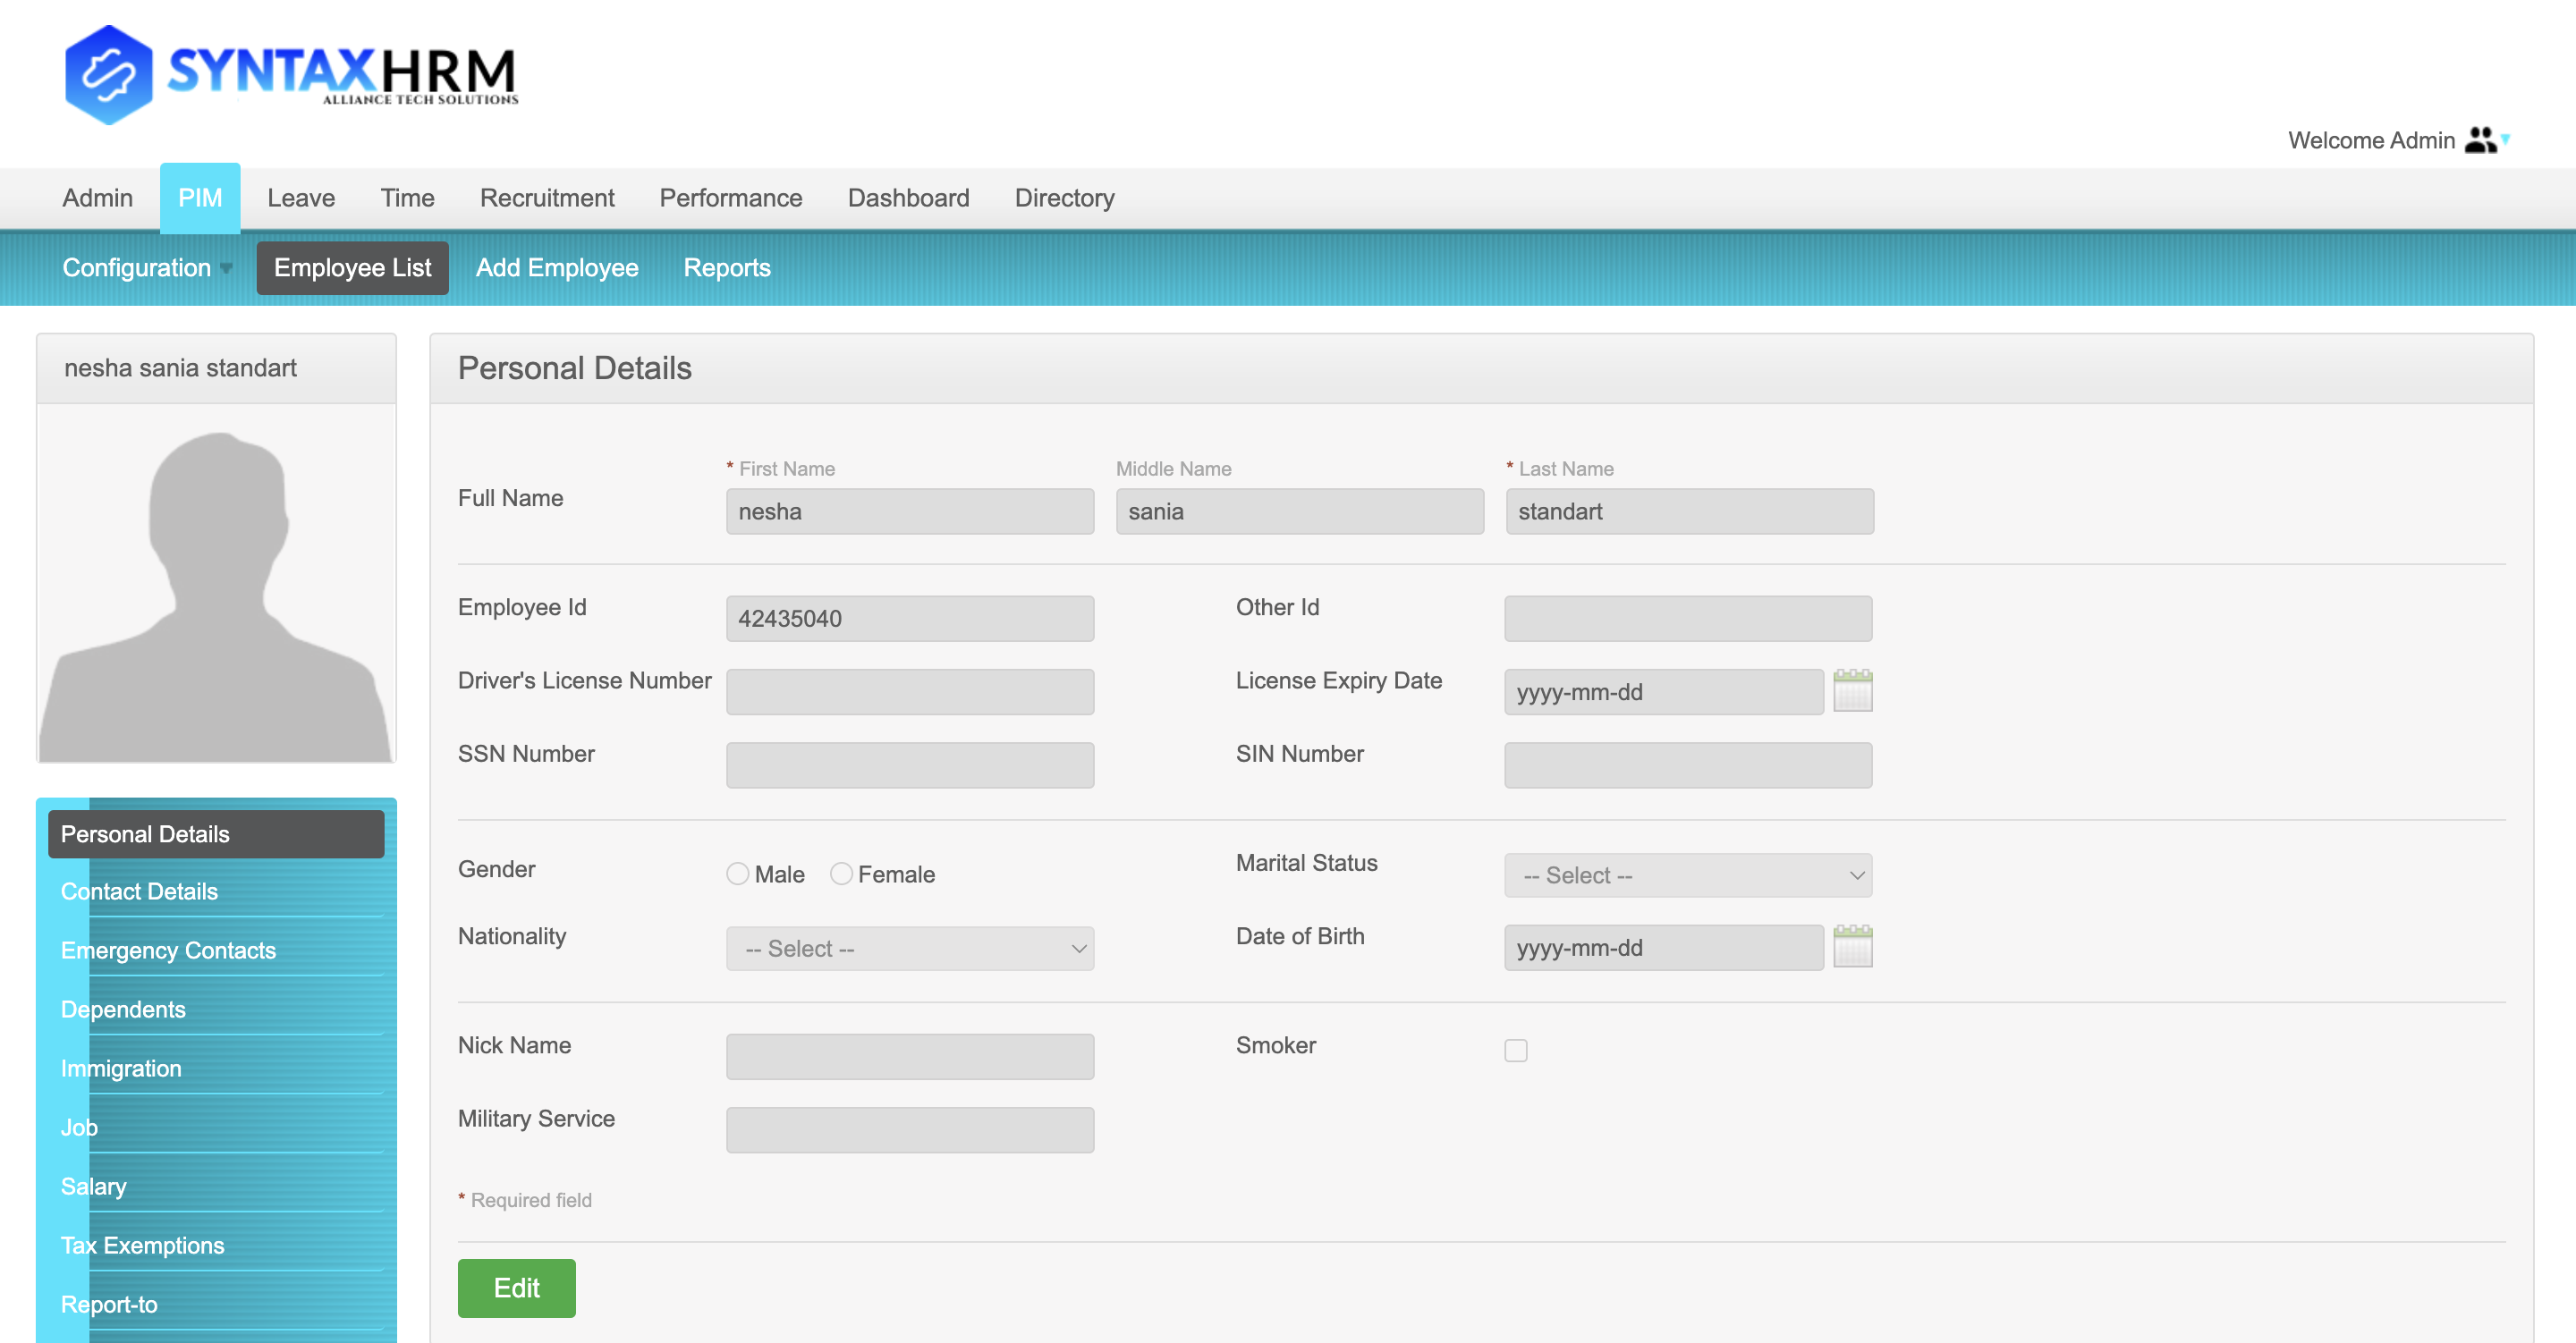 SYNTAXHRM
ALLIANCE TECH SOLUTIONS
Welcome Admin
Admin PIM Leave Time Recruitment Performance Dashboard Directory
Configuration Employee List Add Employee Reports
nesha sania standart
Personal Details
* First Name Middle Name * Last Name
Full Name nesha sania standart
Employee Id 42435040 Other Id
Driver's License Number License Expiry Date yyyy-mm-dd
SSN Number SIN Number
Personal Details
Contact Details
Emergency Contacts
Dependents
Immigration
Job
Salary
Tax Exemptions
Report-to
Gender Male Female Marital Status -- Select --
Nationality -- Select -- Date of Birth yyyy-mm-dd
Nick Name Smoker
Military Service
* Required field
Edit